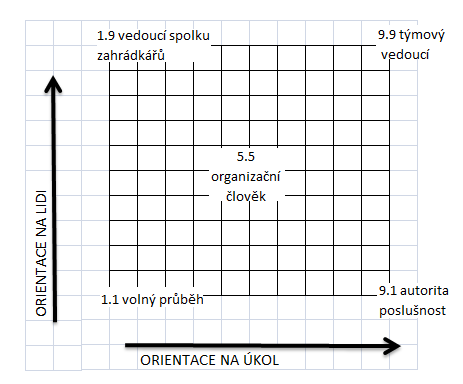 1.9 vedoucí spolku
zahrádkářů
9.9 týmový
vedoucí
5.5
organizační
člověk
ORIENTACE NA LIDI
1.1 volný průběh
9.1 autorita
poslušnost
ORIENTACE NA ÚKOL